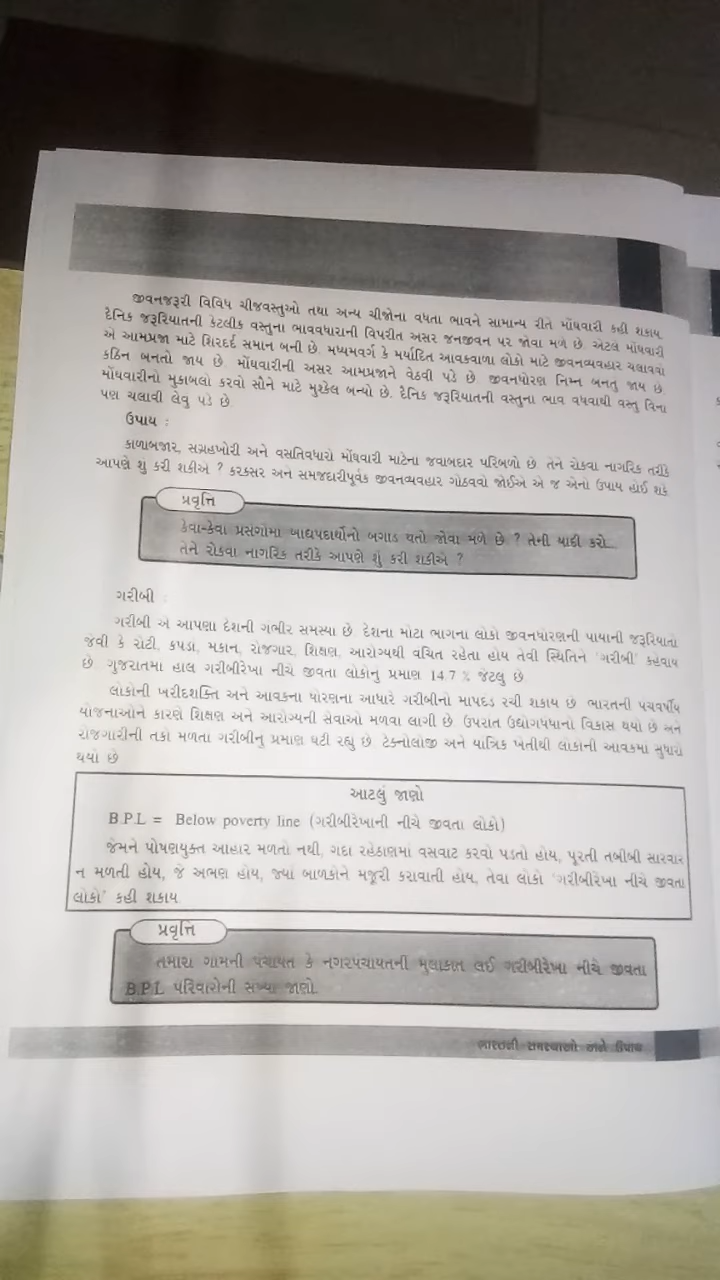 જીવનજરૂરી વિવિધ ચીજવસ્તુઓ તથા અન્ય ચીજોના વધતા ભાવને સામાન્ય રીતે મોંઘવારી કહી શકાય.
દૈનિક જરૂરિયાતની કેટલીક વસ્તુના ભાવવધારાની વિપરીત અસર જનજીવન પર જોવા મળે છે. એટલે મોંઘવારી
એ આમપ્રજા માટે શિરદર્દ સમાન બની છે. મધ્યમવર્ગ કે મર્યાદિત આવકવાળા લોકો માટે જીવનવ્યવહાર ચલાવવો
કઠિન બનતો જાય છે. મોંઘવારીની અસર આમપ્રજાને વેઠવી પડે છે. જીવનધોરણ નિમ્ન બનતું જાય છે.
મોંઘવારીનો મુકાબલો કરવો સૌને માટે મુશ્કેલ બન્યો છે. દૈનિક જરૂરિયાતની વસ્તુના ભાવ વધવાથી વસ્તુ વિના
પણ ચલાવી લેવુ પડે છે.
ઉપાય :
કાળાબજાર, સંગ્રહખોરી અને વસતિવધારો મોંઘવારી માટેના જવાબદાર પરિબળો છે. તેને રોકવા નાગરિક તરીકે
આપણે શું કરી શકીએ ? કરકસર અને સમજદારીપૂર્વક જીવનવ્યવહાર ગોઠવવો જોઈએ એ જ એનો ઉપાય હોઈ શકે.
પ્રવૃત્તિ
કેવા-કેવા પ્રસંગોમા ખાદ્યપદાર્થોનો બગાડ થતો જોવા મળે છે ? તેની યાદી કરો.
તેને રોકવા નાગરિક તરીકે આપણે શું કરી શકીએ ?
ગરીબી :
ગરીબી એ આપણા દેશની ગંભીર સમસ્યા છે. દેશના મોટા ભાગના લોકો જીવનધોરણની પાયાની જરૂરિયાતો
જેવી કે રોટી, કપડા, મકાન, રોજગાર, શિક્ષણ, આરોગ્યથી વંચિત રહેતા હોય તેવી સ્થિતિને 'ગરીબી' કહેવાય
છે. ગુજરાતમા હાલ ગરીબીરેખા નીચે જીવતા લોકોનુ પ્રમાણ 14.7 % જેટલુ છે.
લોકોની ખરીદશક્તિ અને આવકના ધોરણના આધારે ગરીબીનો માપદંડ રચી શકાય છે. ભારતની પંચવર્ષીય
યોજનાઓને કારણે શિક્ષણ અને આરોગ્યની સેવાઓ મળવા લાગી છે. ઉપરાંત ઉદ્યોગધંધાનો વિકાસ થયો છે અને
રોજગારીની તકો મળતા ગરીબીનુ પ્રમાણ ઘટી રહ્યુ છે. ટેકનોલૉજી અને યાંત્રિક ખેતીથી લોકોની આવકમા સુધારો
થયો છે
આટલું જાણો
B.P.L = Below poverty line (ગરીબીરેખાની નીચે જીવતા લોકો)
જેમને પોષણયુક્ત આહાર મળતો નથી, ગંદા રહેઠાણમાં વસવાટ કરવો પડતો હોય, પૂરતી તબીબી સારવાર
ન મળતી હોય, જે અભણ હોય, જ્યાં બાળકોને મજૂરી કરાવાતી હોય, તેવા લોકો 'ગરીબીરેખા નીચે જીવતા
લોકો' કહી શકાય
પ્રવૃત્તિ
તમારા ગામની પંચાયત કે નગરપંચાયતની મુલાકાત લઈ ગરીબીરેખા નીચે જીવતા
B.P.L પરિવારોની સંખ્યા જાણો.
ભારતની સમસ્યાઓ અને ઉપાય